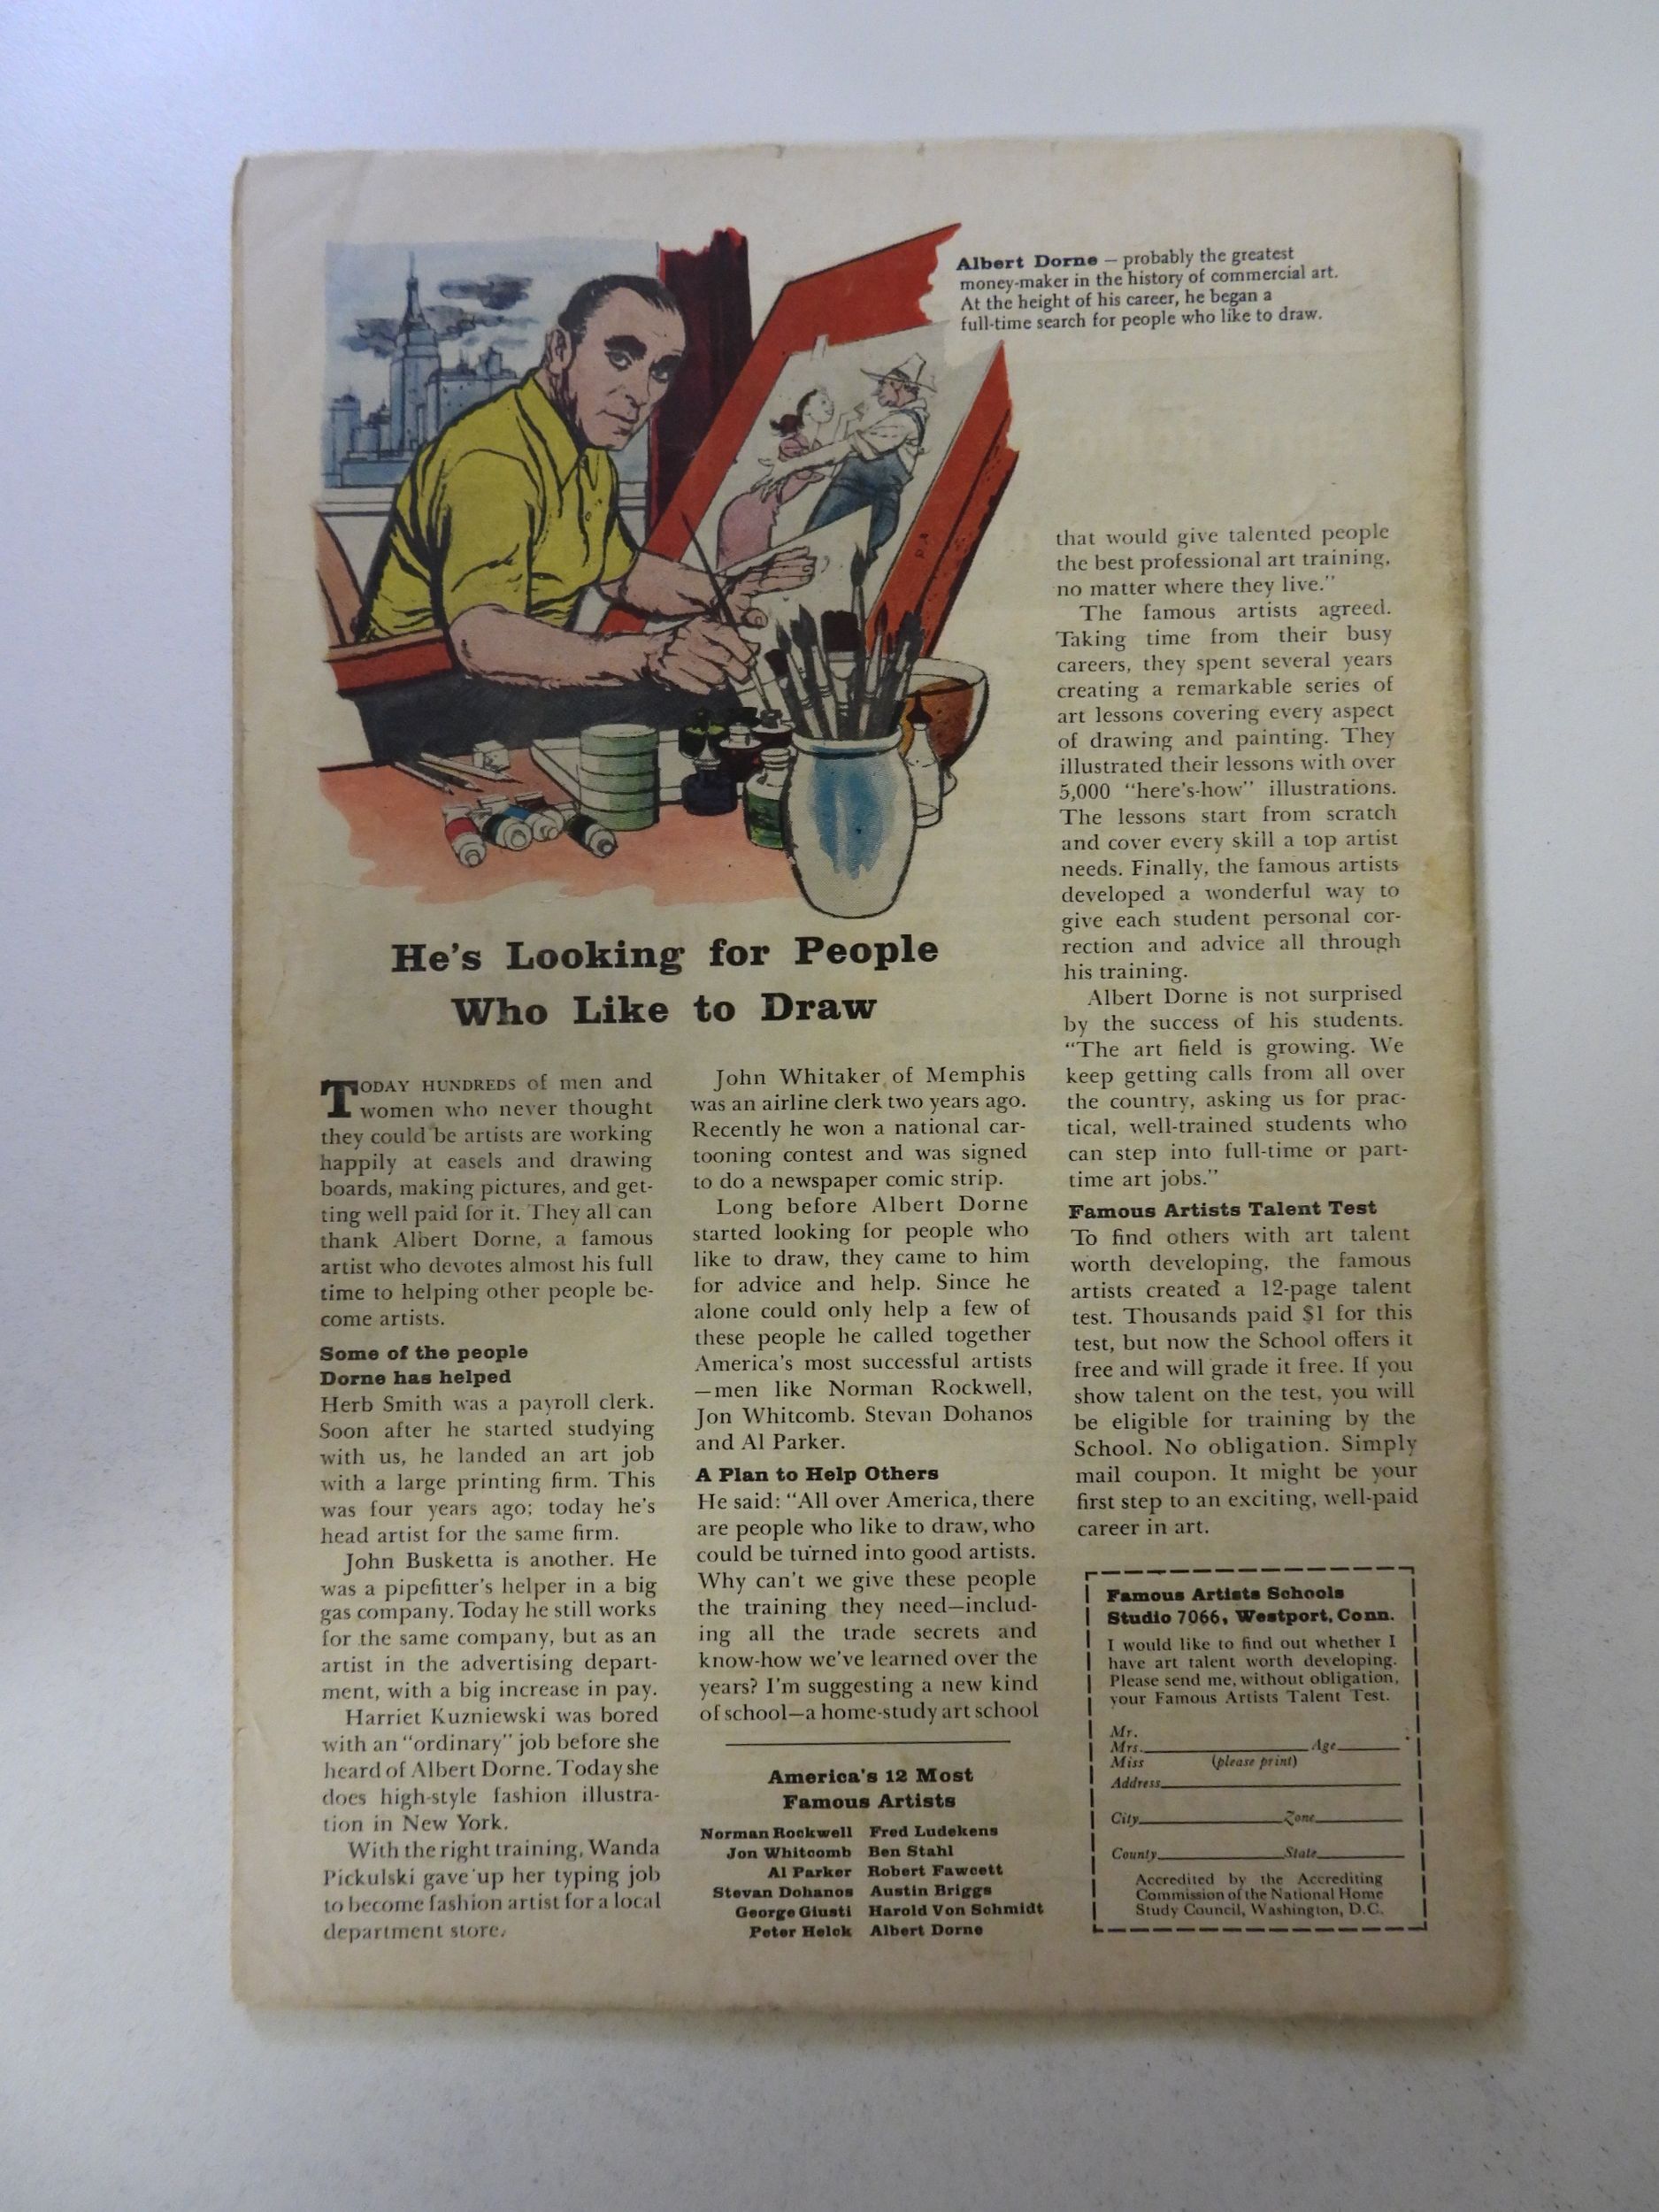 Albert Dorne — probably the greatest
money-maker in the history of commercial art.
At the height of his career, he began a
full-time search for people who like to draw.
He's Looking for People
Who Like to Draw
TODAY HUNDREDS of men and
women who never thought
they could be artists are working
happily at easels and drawing
boards, making pictures, and get-
ting well paid for it. They all can
thank Albert Dorne, a famous
artist who devotes almost his full
time to helping other people be-
come artists.
Some of the people
Dorne has helped
Herb Smith was a payroll clerk.
Soon after he started studying
with us, he landed an art job
with a large printing firm. This
was four years ago; today he's
head artist for the same firm.
John Busketta is another. He
was a pipefitter's helper in a big
gas company. Today he still works
for the same company, but as an
artist in the advertising depart-
ment, with a big increase in pay.
Harriet Kuzniewski was bored
with an "ordinary" job before she
heard of Albert Dorne. Today she
does high-style fashion illustra-
tion in New York.
With the right training, Wanda
Pickulski gave up her typing job
to become fashion artist for a local
department store.
John Whitaker of Memphis
was an airline clerk two years ago.
Recently he won a national car-
tooning contest and was signed
to do a newspaper comic strip.
Long before Albert Dorne
started looking for people who
like to draw, they came to him
for advice and help. Since he
alone could only help a few of
these people he called together
America's most successful artists
—men like Norman Rockwell,
Jon Whitcomb. Stevan Dohanos
and Al Parker.
A Plan to Help Others
He said: "All over America, there
are people who like to draw, who
could be turned into good artists.
Why can't we give these people
the training they need—includ-
ing all the trade secrets and
know-how we've learned over the
years? I'm suggesting a new kind
of school—a home-study art school
America's 12 Most
Famous Artists
Norman Rockwell Fred Ludekens
Jon Whitcomb Ben Stahl
Al Parker Robert Fawcett
Stevan Dohanos Austin Briggs
George Giusti Harold Von Schmidt
Peter Helck Albert Dorne
that would give talented people
the best professional art training,
no matter where they live."
The famous artists agreed.
Taking time from their busy
careers, they spent several years
creating a remarkable series of
art lessons covering every aspect
of drawing and painting. They
illustrated their lessons with over
5,000 "here's-how" illustrations.
The lessons start from scratch
and cover every skill a top artist
needs. Finally, the famous artists
developed a wonderful way to
give each student personal cor-
rection and advice all through
his training.
Albert Dorne is not surprised
by the success of his students.
"The art field is growing. We
keep getting calls from all over
the country, asking us for prac-
tical, well-trained students who
can step into full-time or part-
time art jobs."
Famous Artists Talent Test
To find others with art talent
worth developing, the famous
artists created a 12-page talent
test. Thousands paid $1 for this
test, but now the School offers it
free and will grade it free. If you
show talent on the test, you will
be eligible for training by the
School. No obligation. Simply
mail coupon. It might be your
first step to an exciting, well-paid
career in art.
Famous Artists Schools
Studio 7066, Westport, Conn.
I would like to find out whether I
have art talent worth developing.
Please send me, without obligation,
your Famous Artists Talent Test.
Mr.
Mrs. Age
Miss (please print)
Address
City Zone
County State
Accredited by the Accrediting
Commission of the National Home
Study Council, Washington, D.C.